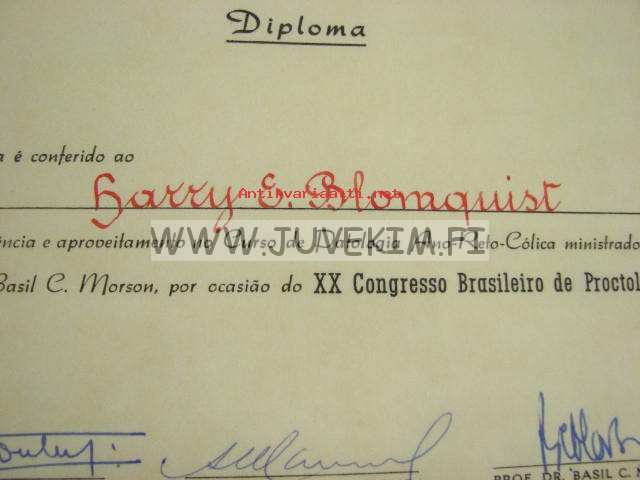 Diploma
a é conferido ao
Harry E. Blomquist
Antikvariaatti.net
ência e aproveitamento no Curso de Patologia Ano-Reto-Cólica ministrado
WWW.JUVEKIM.FI
Basil C. Morson, por ocasião do XX Congresso Brasileiro de Proctol
PROF. DR. BASIL C. M